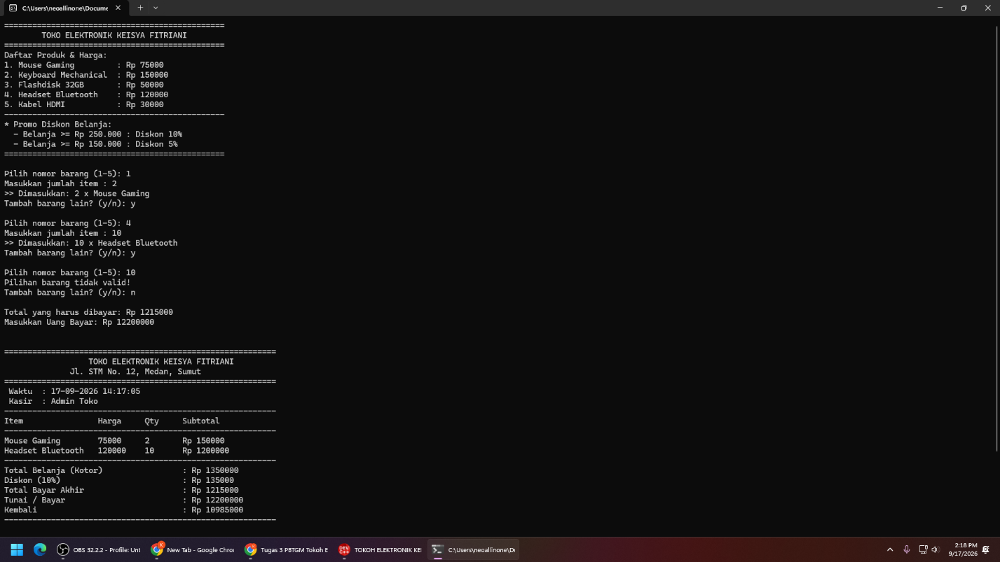 C:\Users\neoallinone\Docume
==============================================
TOKO ELEKTRONIK KEISYA FITRIANI
==============================================
Daftar Produk & Harga:
1. Mouse Gaming : Rp 75000
2. Keyboard Mechanical : Rp 150000
3. Flashdisk 32GB : Rp 50000
4. Headset Bluetooth : Rp 120000
5. Kabel HDMI : Rp 30000
-----------------------------------------------
* Promo Diskon Belanja:
- Belanja >= Rp 250.000 : Diskon 10%
- Belanja >= Rp 150.000 : Diskon 5%
===============================================
Pilih nomor barang (1-5): 1
Masukkan jumlah item : 2
>> Dimasukkan: 2 x Mouse Gaming
Tambah barang lain? (y/n): y
Pilih nomor barang (1-5): 4
Masukkan jumlah item : 10
>> Dimasukkan: 10 x Headset Bluetooth
Tambah barang lain? (y/n): y
Pilih nomor barang (1-5): 10
Pilihan barang tidak valid!
Tambah barang lain? (y/n): n
Total yang harus dibayar: Rp 1215000
Masukkan Uang Bayar: Rp 12200000
==========================================================
TOKO ELEKTRONIK KEISYA FITRIANI
Jl. STM No. 12, Medan, Sumut
==========================================================
Waktu : 17-09-2026 14:17:05
Kasir : Admin Toko
----------------------------------------------------------
Item Harga Qty Subtotal
----------------------------------------------------------
Mouse Gaming 75000 2 Rp 150000
Headset Bluetooth 120000 10 Rp 1200000
----------------------------------------------------------
Total Belanja (Kotor) : Rp 1350000
Diskon (10%) : Rp 135000
Total Bayar Akhir : Rp 1215000
Tunai / Bayar : Rp 12200000
Kembali : Rp 10985000
----------------------------------------------------------
OBS 32.2.2 - Profile: Unt
New Tab - Google Chro
Tugas 3 PBTGM Tokoh E
TOKOH ELEKTRONIK KE
C:\Users\neoallinone\Do
2:18 PM
9/17/2026